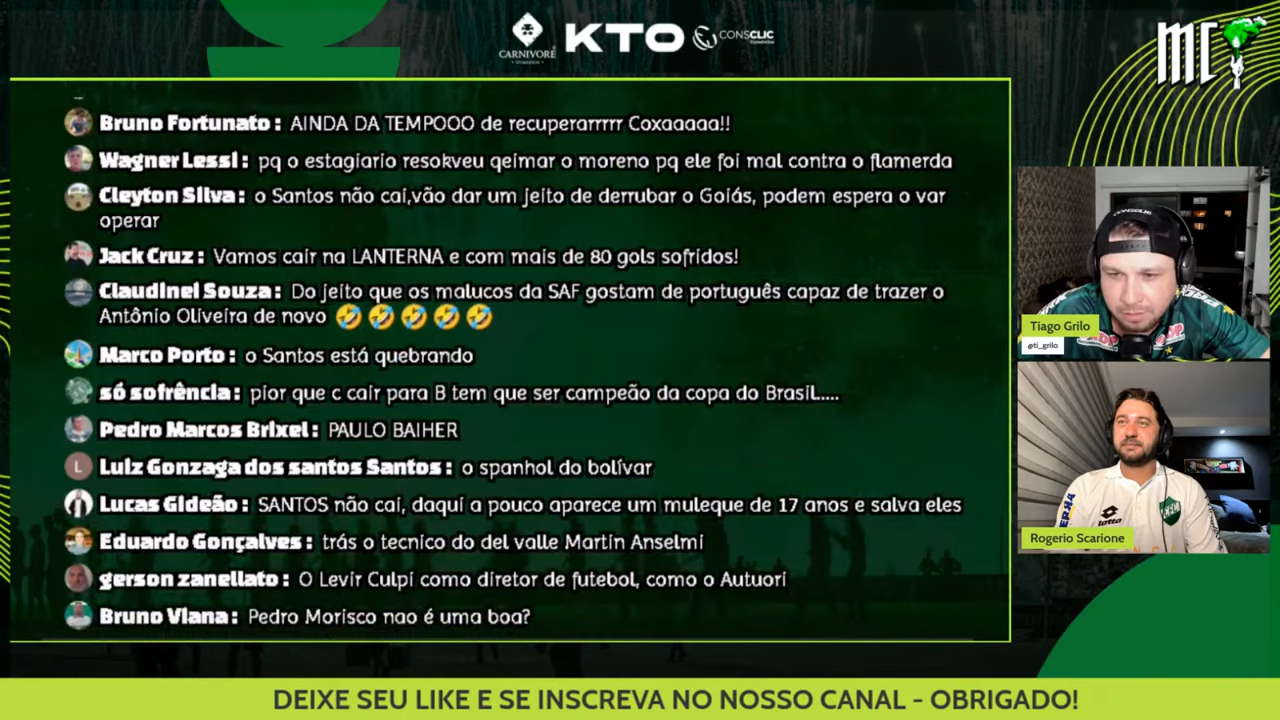 CARNIVORE
KTO
CONSCLIC
MC
Bruno Fortunato : AINDA DA TEMPOOO de recuperarrrrr Coxaaaaa!!
Wagner Lessi : pq o estagiario resokveu qeimar o moreno pq ele foi mal contra o flamerda
Cleyton Silva : o Santos não cai,vão dar um jeito de derrubar o Goiás, podem espera o var
operar
Jack Cruz : Vamos cair na LANTERNA e com mais de 80 gols sofridos!
Claudinei Souza : Do jeito que os malucos da SAF gostam de português capaz de trazer o
Antônio Oliveira de novo 🤣🤣🤣🤣🤣
Marco Porto : o Santos está quebrando
só sofrência : pior que c cair para B tem que ser campeão da copa do Brasil....
Pedro Marcos Brixel : PAULO BAIHER
L
Luiz Gonzaga dos santos Santos : o spanhol do bolívar
Lucas Gideão : SANTOS não cai, daqui a pouco aparece um muleque de 17 anos e salva eles
Eduardo Gonçalves : trás o tecnico do del valle Martin Anselmi
gerson zanellato : O Levir Culpi como diretor de futebol, como o Autuori
Bruno Viana : Pedro Morisco nao é uma boa?
CONSCLIC
Tiago Grilo
@ti_grilo
lotto
CFC
Rogerio Scarione
DEIXE SEU LIKE E SE INSCREVA NO NOSSO CANAL - OBRIGADO!